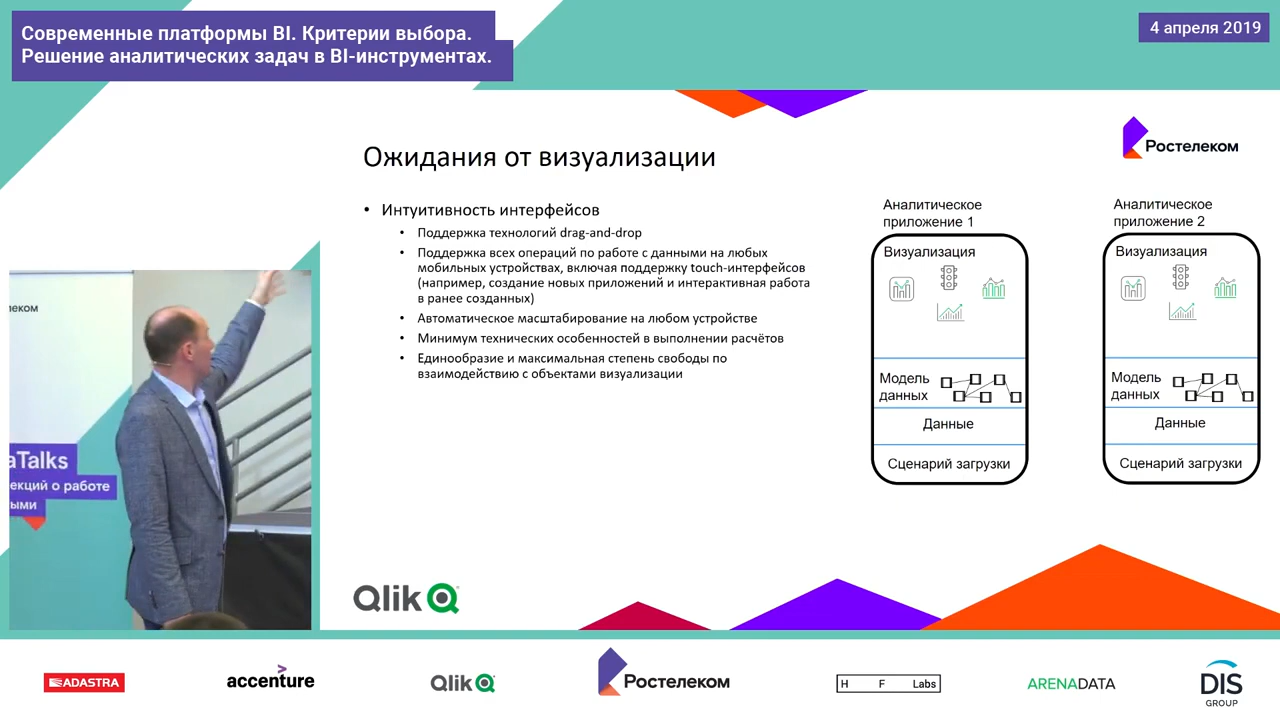 Современные платформы BI. Критерии выбора.
Решение аналитических задач в BI-инструментах.
4 апреля 2019
Ожидания от визуализации
Ростелеком
• Интуитивность интерфейсов
• Поддержка технологий drag-and-drop
• Поддержка всех операций по работе с данными на любых
мобильных устройствах, включая поддержку touch-интерфейсов
(например, создание новых приложений и интерактивная работа
в ранее созданных)
• Автоматическое масштабирование на любом устройстве
• Минимум технических особенностей в выполнении расчётов
• Единообразие и максимальная степень свободы по
взаимодействию с объектами визуализации
Аналитическое
приложение 1
Визуализация
Модель
данных
Данные
Сценарий загрузки
Аналитическое
приложение 2
Визуализация
Модель
данных
Данные
Сценарий загрузки
леком
aTalks
екций о работе
ыми
Qlik
ADASTRA
accenture
Qlik
Ростелеком
H F Labs
ARENADATA
DIS
GROUP